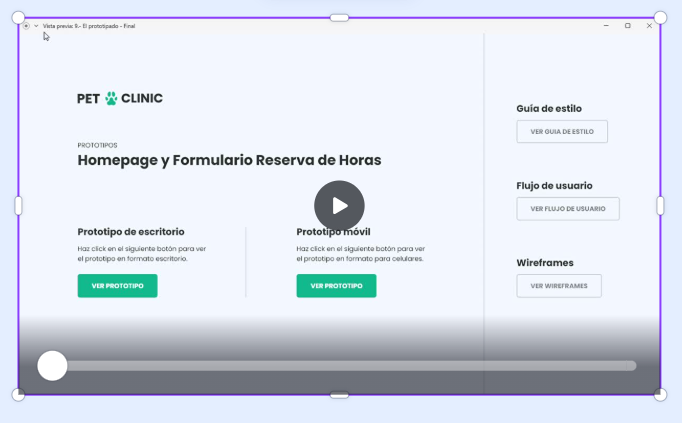 Vista previa: 9.- El prototipado - Final
PET CLINIC
PROTOTIPOS
Homepage y Formulario Reserva de Horas
Prototipo de escritorio
Haz click en el siguiente botón para ver
el prototipo en formato escritorio.
VER PROTOTIPO
Prototipo móvil
Haz click en el siguiente botón para ver
el prototipo en formato para celulares.
VER PROTOTIPO
Guía de estilo
VER GUIA DE ESTILO
Flujo de usuario
VER FLUJO DE USUARIO
Wireframes
VER WIREFRAMES